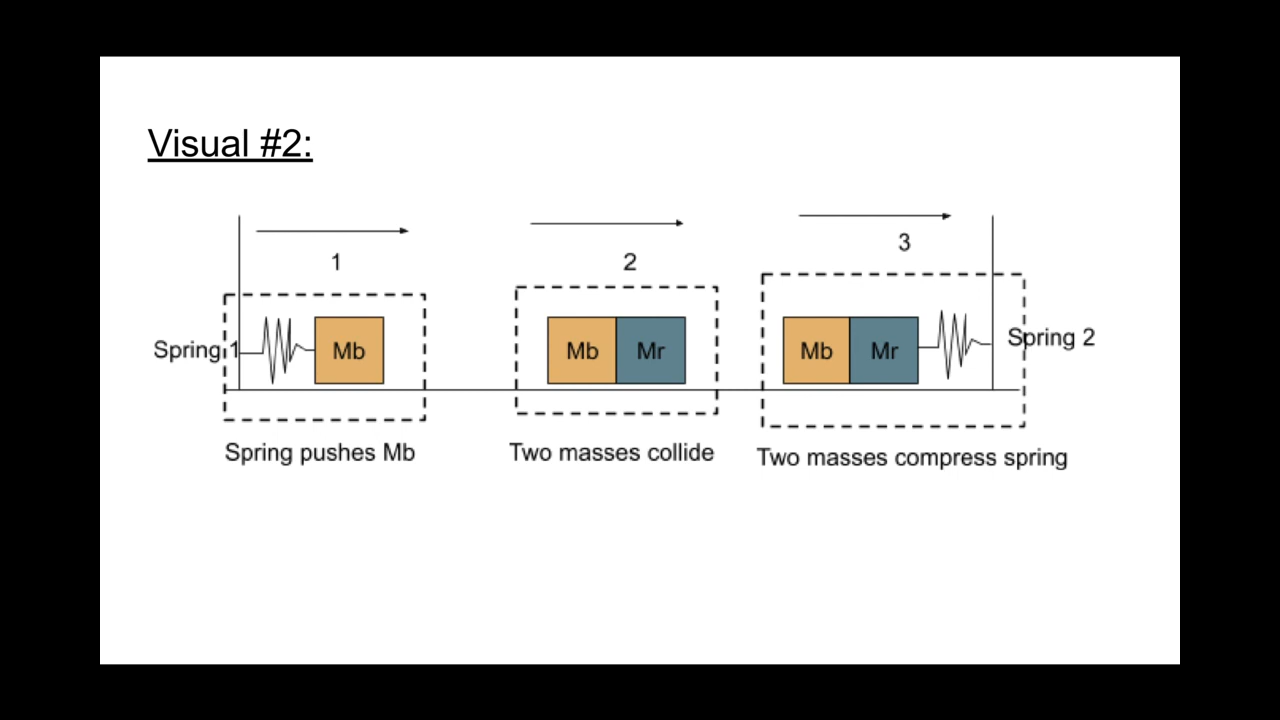 Visual #2:
1
2
3
Spring 1
Mb
Mb
Mr
Mb
Mr
Spring 2
Spring pushes Mb
Two masses collide
Two masses compress spring